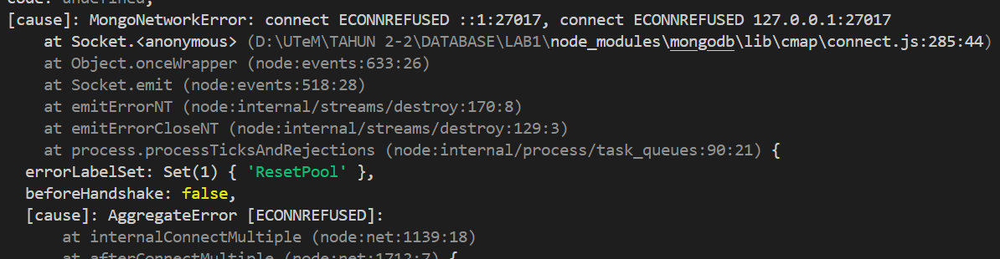 code: undefined,
[cause]: MongoNetworkError: connect ECONNREFUSED ::1:27017, connect ECONNREFUSED 127.0.0.1:27017
    at Socket.<anonymous> (D:\UTeM\TAHUN 2-2\DATABASE\LAB1\node_modules\mongodb\lib\cmap\connect.js:285:44)
    at Object.onceWrapper (node:events:633:26)
    at Socket.emit (node:events:518:28)
    at emitErrorNT (node:internal/streams/destroy:170:8)
    at emitErrorCloseNT (node:internal/streams/destroy:129:3)
    at process.processTicksAndRejections (node:internal/process/task_queues:90:21) {
  errorLabelSet: Set(1) { 'ResetPool' },
  beforeHandshake: false,
  [cause]: AggregateError [ECONNREFUSED]:
      at internalConnectMultiple (node:net:1139:18)
      at afterConnectMultiple (node:net:1712:7) {